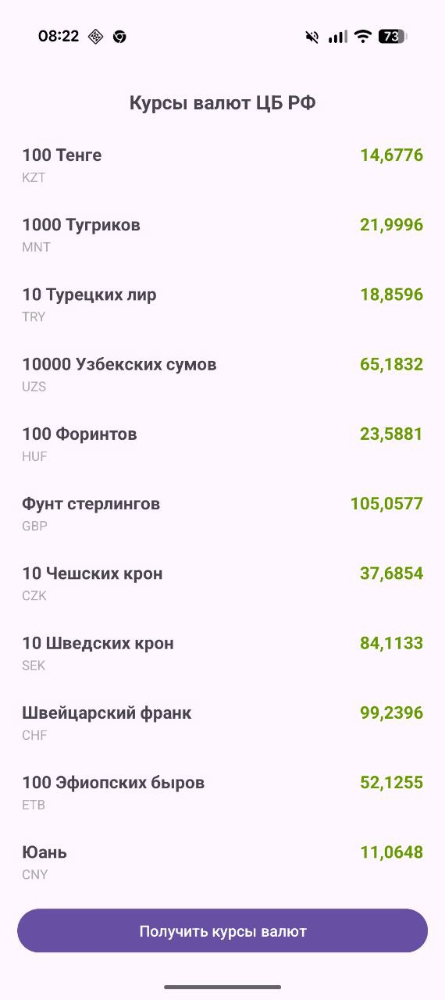 08:22
73
Курсы валют ЦБ РФ
100 Тенге 14,6776
KZT
1000 Тугриков 21,9996
MNT
10 Турецких лир 18,8596
TRY
10000 Узбекских сумов 65,1832
UZS
100 Форинтов 23,5881
HUF
Фунт стерлингов 105,0577
GBP
10 Чешских крон 37,6854
CZK
10 Шведских крон 84,1133
SEK
Швейцарский франк 99,2396
CHF
100 Эфиопских быров 52,1255
ETB
Юань 11,0648
CNY
Получить курсы валют